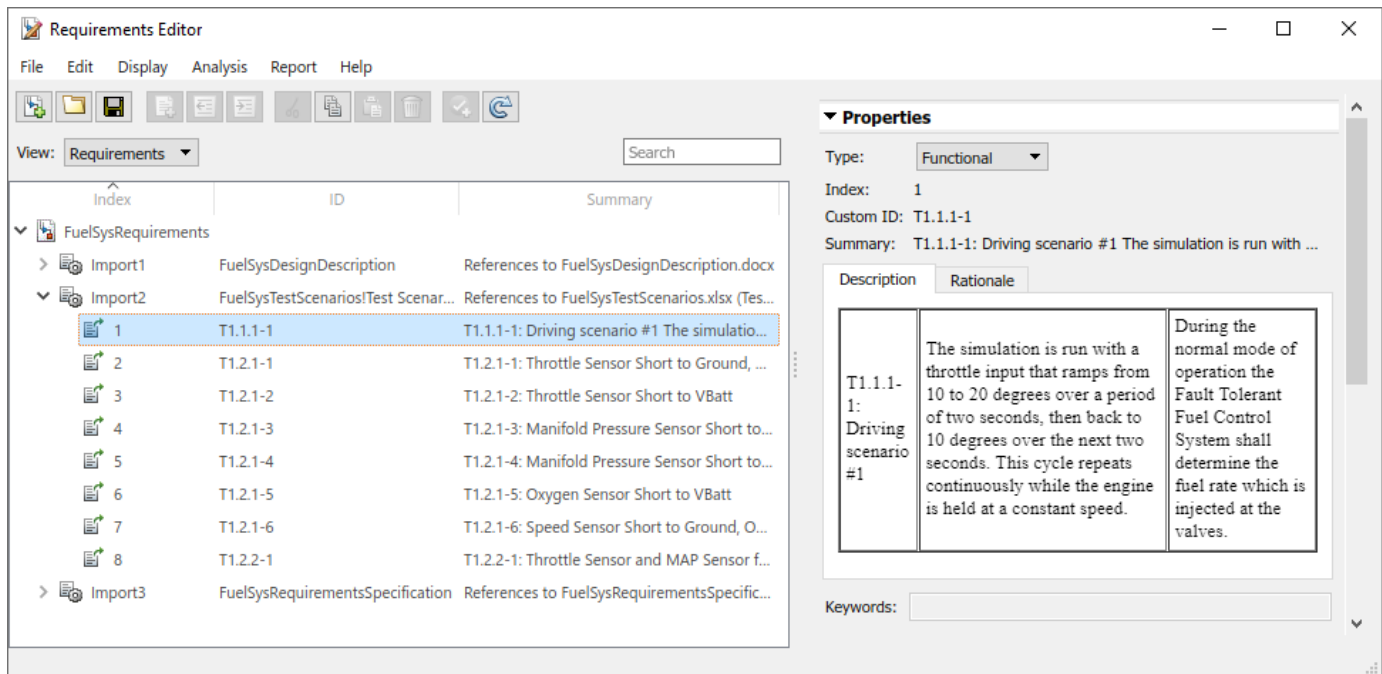 Requirements Editor
File Edit Display Analysis Report Help
View: Requirements Search
Index ID Summary
FuelSysRequirements
Import1 FuelSysDesignDescription References to FuelSysDesignDescription.docx
Import2 FuelSysTestScenarios!Test Scenar... References to FuelSysTestScenarios.xlsx (Tes...
1 T1.1.1-1 T1.1.1-1: Driving scenario #1 The simulatio...
2 T1.2.1-1 T1.2.1-1: Throttle Sensor Short to Ground, ...
3 T1.2.1-2 T1.2.1-2: Throttle Sensor Short to VBatt
4 T1.2.1-3 T1.2.1-3: Manifold Pressure Sensor Short to...
5 T1.2.1-4 T1.2.1-4: Manifold Pressure Sensor Short to...
6 T1.2.1-5 T1.2.1-5: Oxygen Sensor Short to VBatt
7 T1.2.1-6 T1.2.1-6: Speed Sensor Short to Ground, O...
8 T1.2.2-1 T1.2.2-1: Throttle Sensor and MAP Sensor f...
Import3 FuelSysRequirementsSpecification References to FuelSysRequirementsSpecific...
Properties
Type: Functional
Index: 1
Custom ID: T1.1.1-1
Summary: T1.1.1-1: Driving scenario #1 The simulation is run with ...
Description Rationale
T1.1.1-
1:
Driving
scenario
#1
The simulation is run with a
throttle input that ramps from
10 to 20 degrees over a period
of two seconds, then back to
10 degrees over the next two
seconds. This cycle repeats
continuously while the engine
is held at a constant speed.
During the
normal mode of
operation the
Fault Tolerant
Fuel Control
System shall
determine the
fuel rate which is
injected at the
valves.
Keywords: